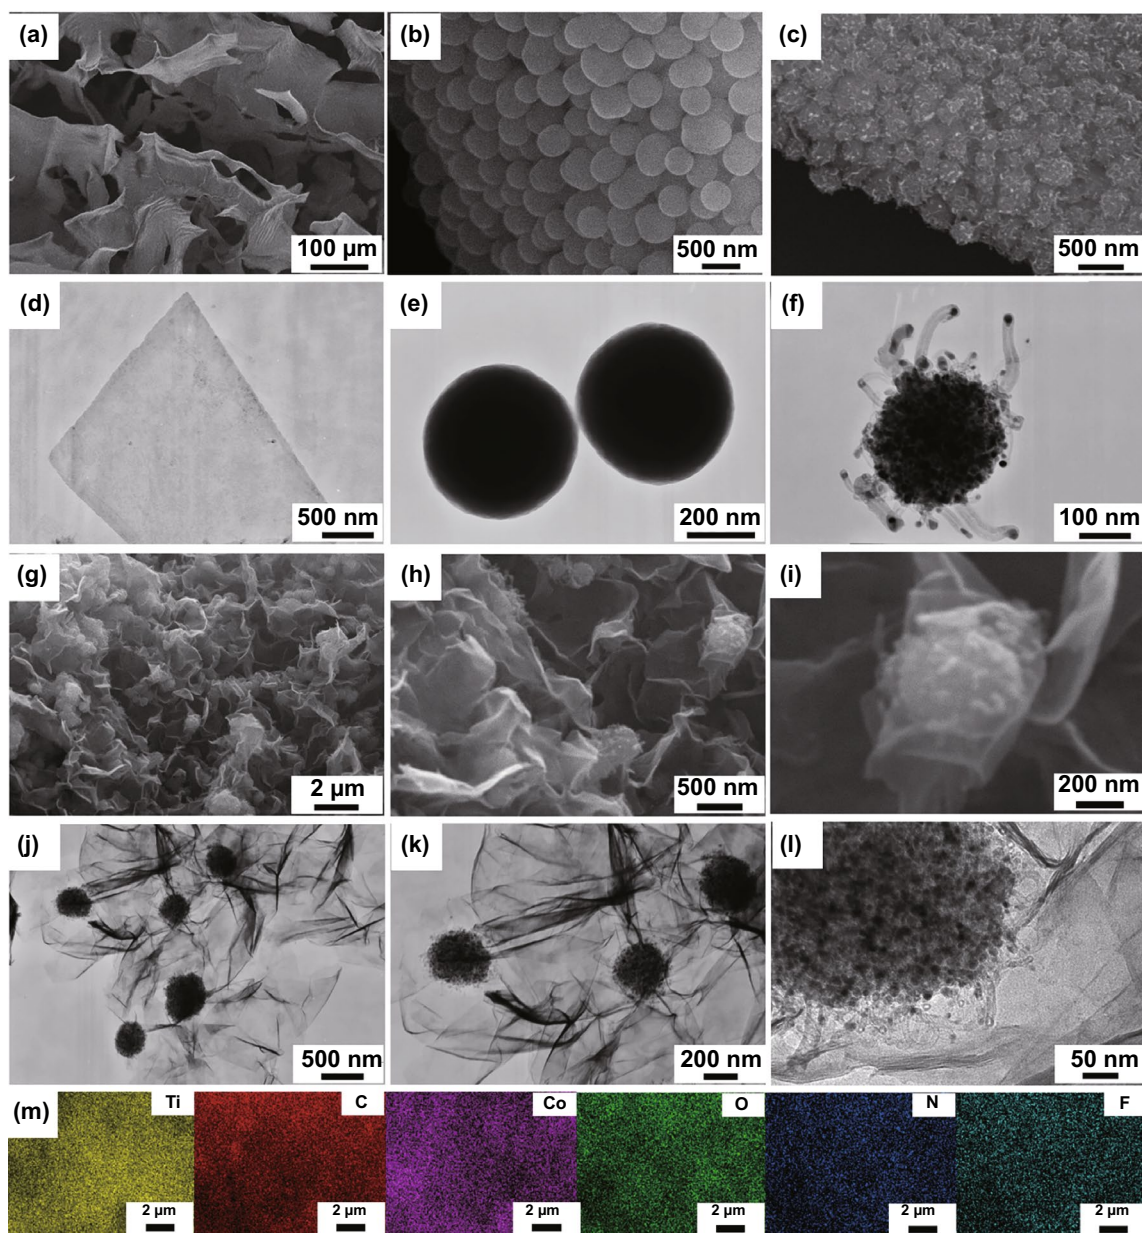 (a)
100 µm
(b)
500 nm
(c)
500 nm
(d)
500 nm
(e)
200 nm
(f)
100 nm
(g)
2 µm
(h)
500 nm
(i)
200 nm
(j)
500 nm
(k)
200 nm
(l)
50 nm
(m)
Ti
2 µm
C
2 µm
Co
2 µm
O
2 µm
N
2 µm
F
2 µm